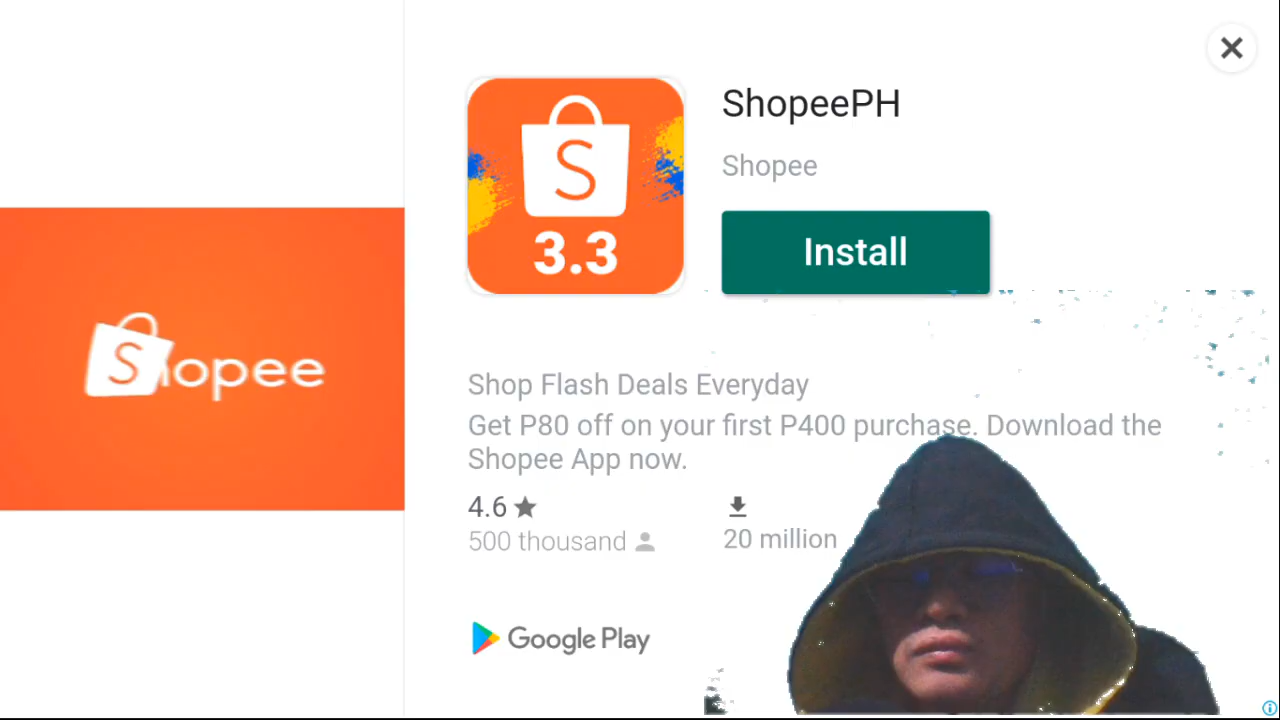 Shopee
S
3.3
ShopeePH
Shopee
Install
Shop Flash Deals Everyday
Get P80 off on your first P400 purchase. Download the
Shopee App now.
4.6
500 thousand
20 million
Google Play